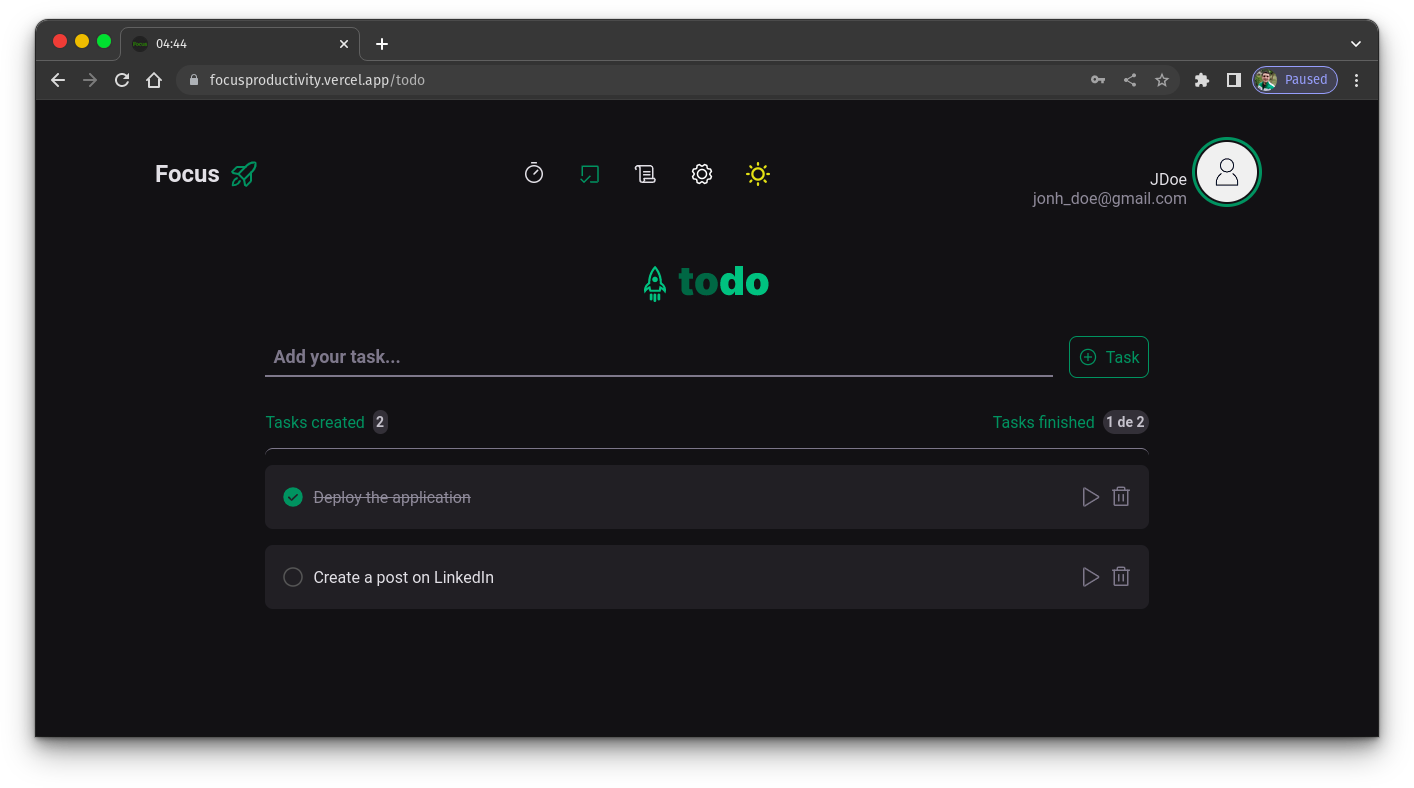 04:44
focusproductivity.vercel.app/todo
Paused
Focus
JDoe
jonh_doe@gmail.com
todo
Add your task...
Task
Tasks created 2
Tasks finished 1 de 2
Deploy the application
Create a post on LinkedIn